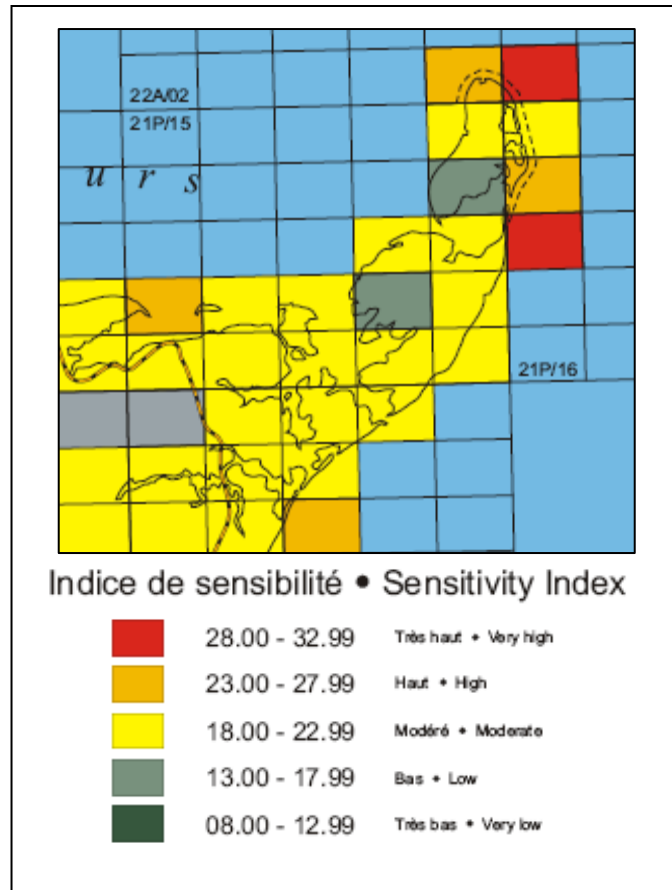 22A/02
21P/15
u r s
21P/16
Indice de sensibilité • Sensitivity Index
28.00 - 32.99 Très haut • Very high
23.00 - 27.99 Haut • High
18.00 - 22.99 Modéré • Moderate
13.00 - 17.99 Bas • Low
08.00 - 12.99 Très bas • Very low